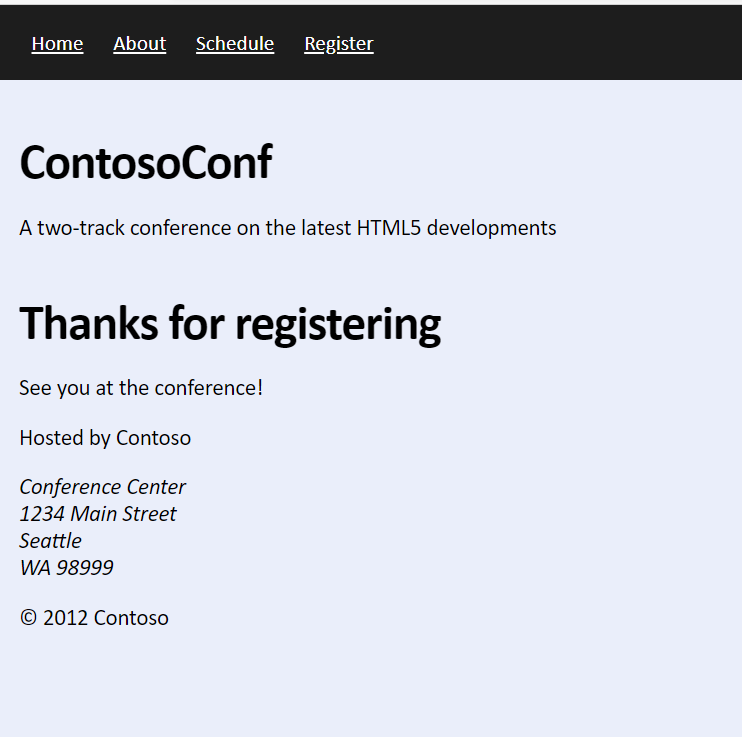 Home About Schedule Register
ContosoConf
A two-track conference on the latest HTML5 developments
Thanks for registering
See you at the conference!
Hosted by Contoso
Conference Center
1234 Main Street
Seattle
WA 98999
© 2012 Contoso